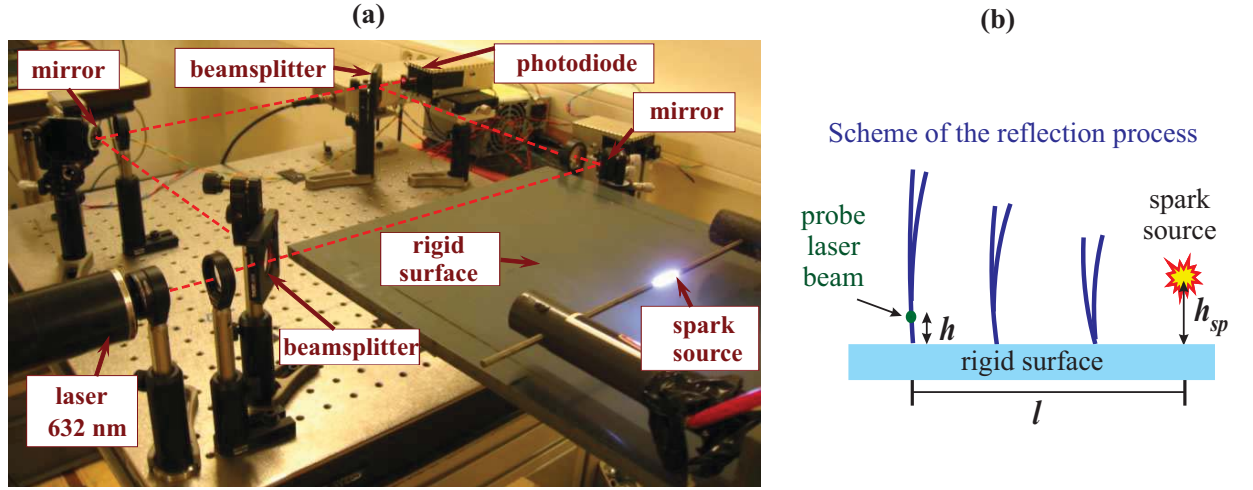 (a)
mirror
beamsplitter
photodiode
mirror
rigid
surface
spark
source
beamsplitter
laser
632 nm
(b)
Scheme of the reflection process
probe
laser
beam
spark
source
h
h_sp
rigid surface
l